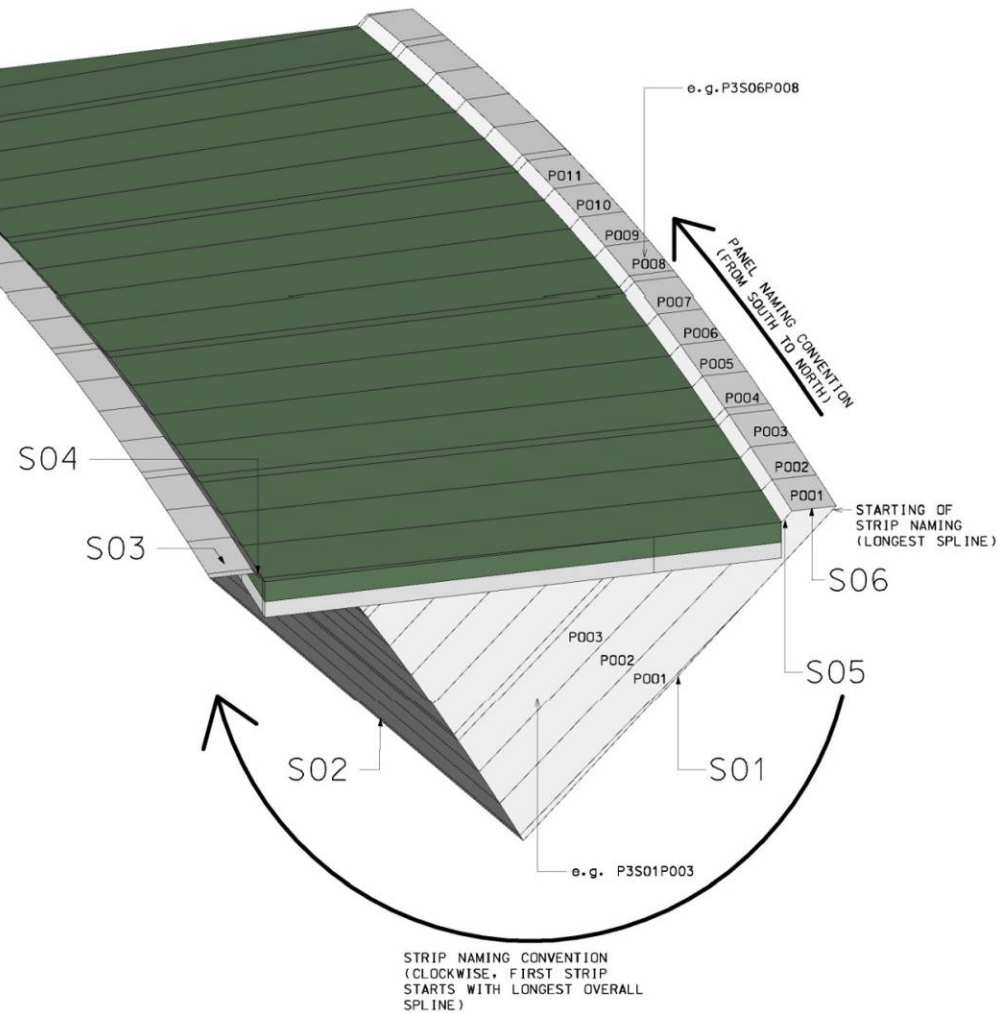 e.g.P3S06P008
P011
P010
P009
P008
P007
P006
P005
P004
P003
P002
P001
PANEL NAMING CONVENTION
(FROM SOUTH TO NORTH)
STARTING OF
STRIP NAMING
(LONGEST SPLINE)
S04
S03
S06
S05
P003
P002
P001
S02
S01
e.g. P3S01P003
STRIP NAMING CONVENTION
(CLOCKWISE, FIRST STRIP
STARTS WITH LONGEST OVERALL
SPLINE)